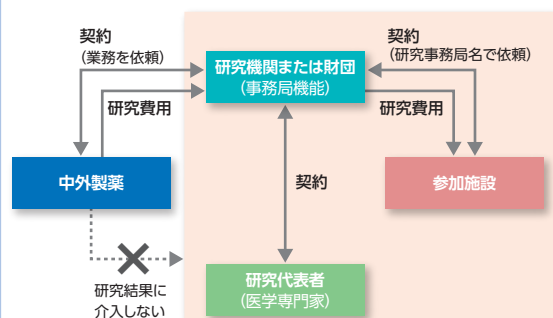 契約
(業務を依頼)
研究機関または財団
(事務局機能)
契約
(研究事務局名で依頼)
研究費用
研究費用
中外製薬
契約
参加施設
研究結果に
介入しない
研究代表者
(医学専門家)